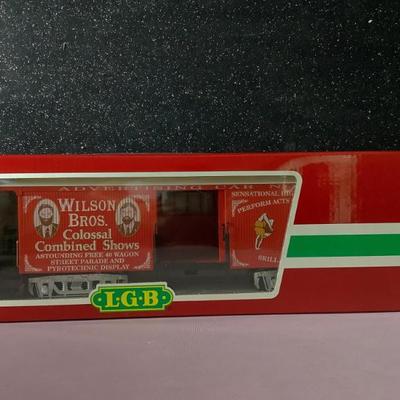 ADVERTISING CAR
WILSON
BROS.
Colossal
Combined Shows
ASTOUNDING FREE 40 WAGON
STREET PARADE AND
PYROTECHNIC DISPLAY
SENSATIONAL
PERFORM ACTS
SKILL
L·G·B